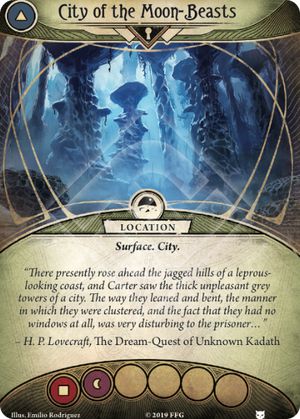 City of the Moon-Beasts
LOCATION
Surface. City.
“There presently rose ahead the jagged hills of a leprous-
looking coast, and Carter saw the thick unpleasant grey
towers of a city. The way they leaned and bent, the manner
in which they were clustered, and the fact that they had no
windows at all, was very disturbing to the prisoner…”
– H. P. Lovecraft, The Dream-Quest of Unknown Kadath
Illus. Emilio Rodriguez
© 2019 FFG